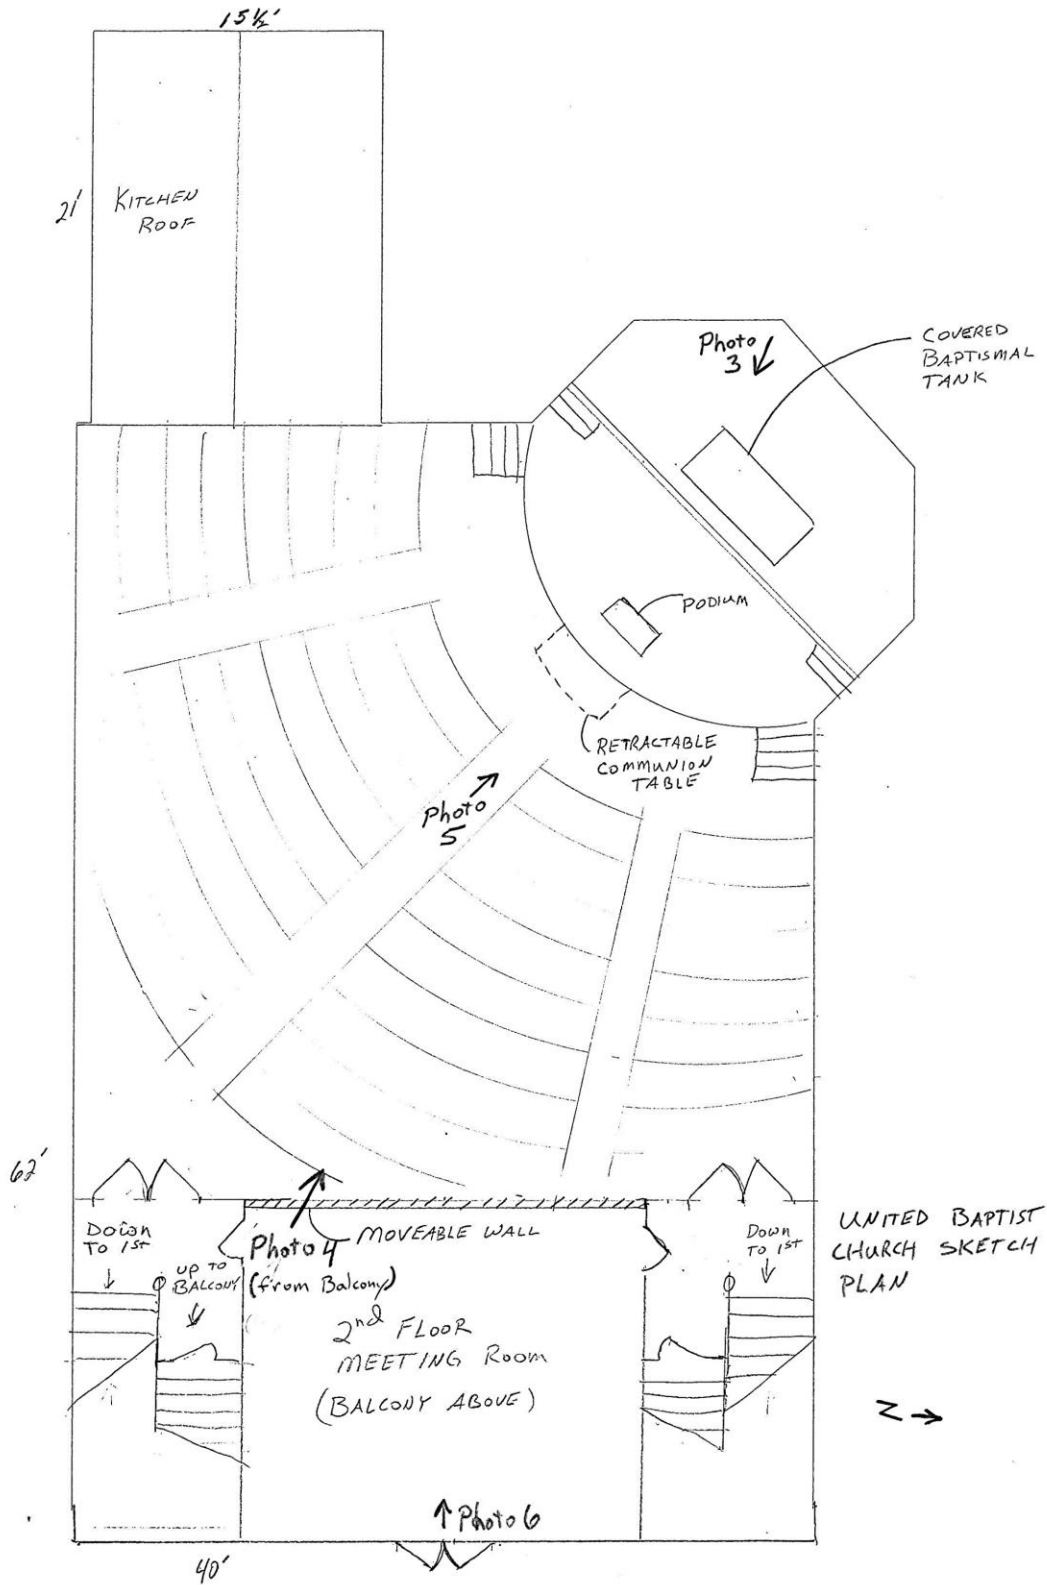 15½'
21'
KITCHEN
ROOF
Photo
3
COVERED
BAPTISMAL
TANK
PODIUM
RETRACTABLE
COMMUNION
TABLE
Photo
5
62'
DOWN
TO 1ST
UP TO
BALCONY
Photo 4
(from Balcony)
MOVEABLE WALL
DOWN
TO 1ST
UNITED BAPTIST
CHURCH SKETCH
PLAN
2nd FLOOR
MEETING ROOM
(BALCONY ABOVE)
N
Photo 6
40'